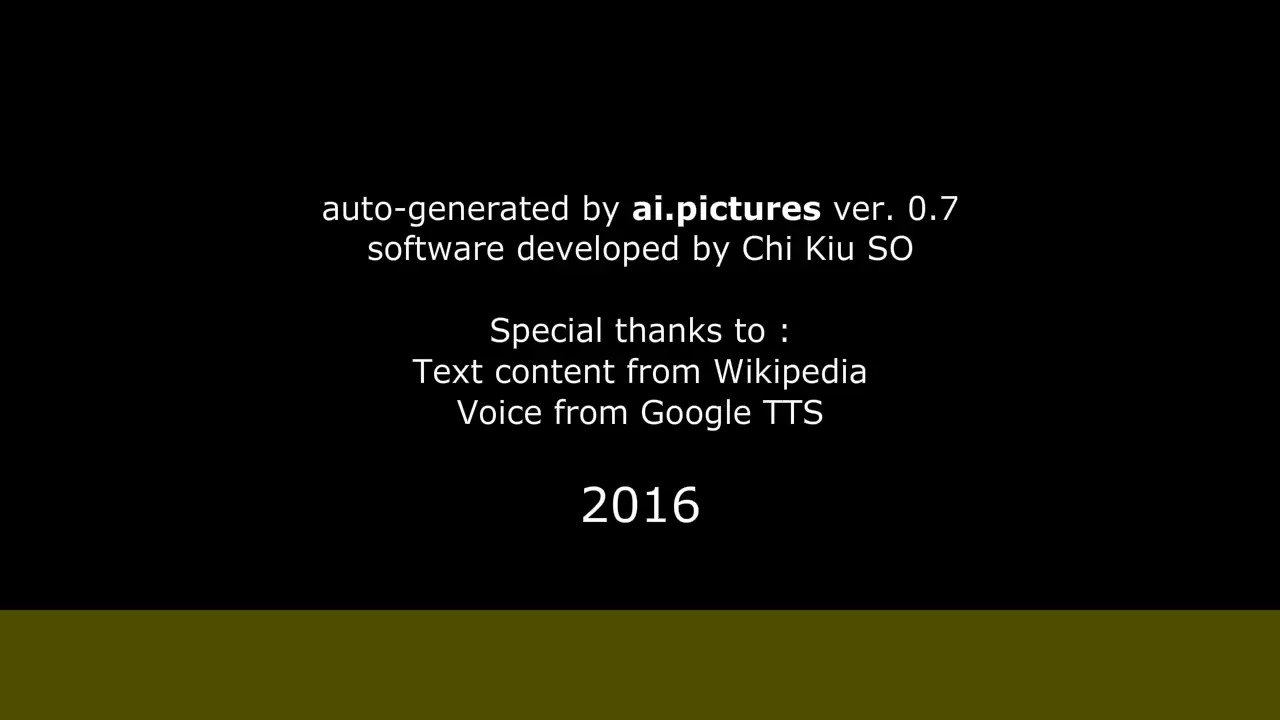 auto-generated by ai.pictures ver. 0.7
software developed by Chi Kiu SO
Special thanks to :
Text content from Wikipedia
Voice from Google TTS
2016